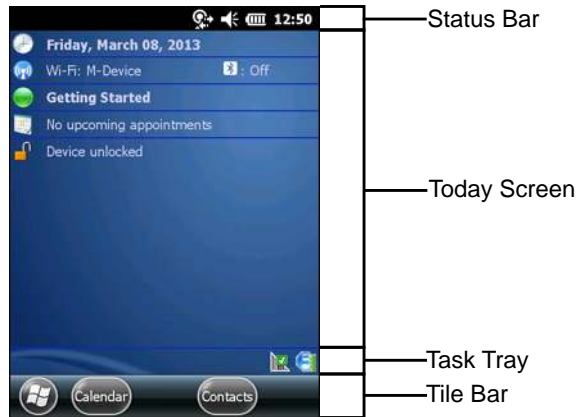 12:50
Status Bar
Friday, March 08, 2013
Wi-Fi: M-Device : Off
Getting Started
No upcoming appointments
Device unlocked
Today Screen
Task Tray
Calendar Contacts
Tile Bar